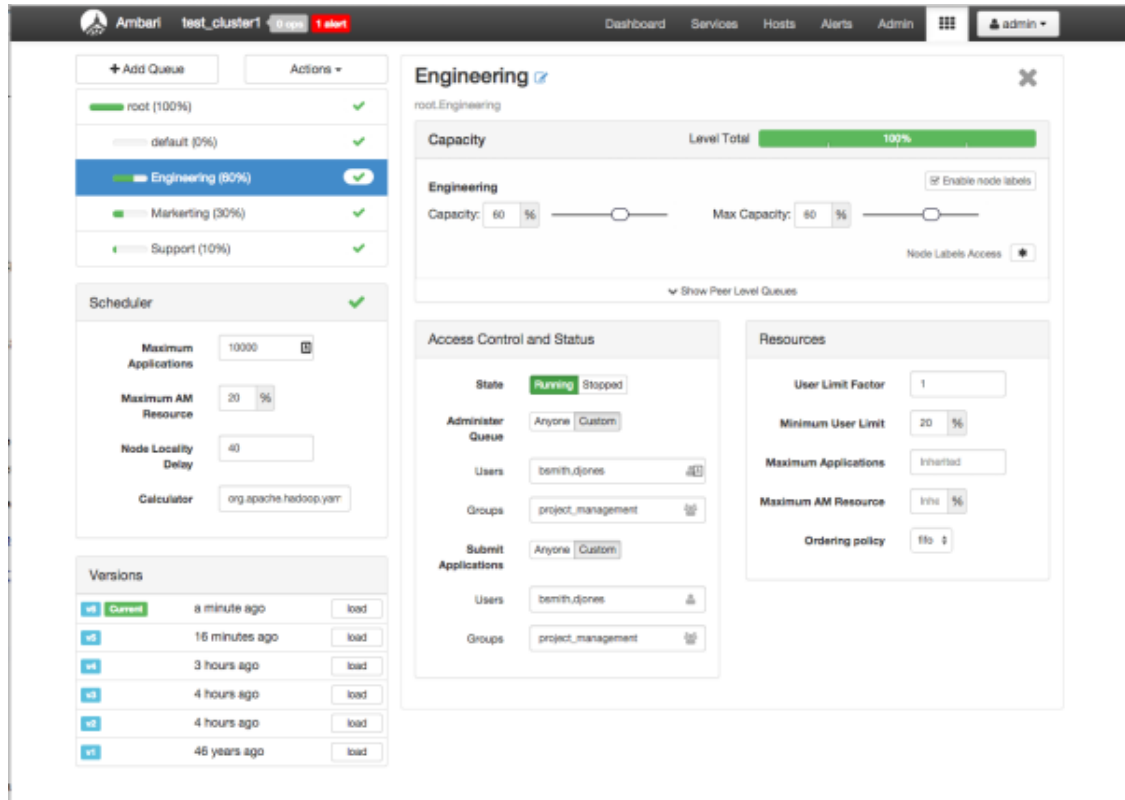 Ambari test_cluster1 0 ops 1 alert Dashboard Services Hosts Alerts Admin admin
Add Queue Actions
root (100%)
default (0%)
Engineering (60%)
Markerting (30%)
Support (10%)
Scheduler
Maximum Applications 10000
Maximum AM Resource 20 %
Node Locality Delay 40
Calculator org.apache.hadoop.yarn
Versions
v6 Current a minute ago load
v5 16 minutes ago load
v4 3 hours ago load
v3 4 hours ago load
v2 4 hours ago load
v1 46 years ago load
Engineering
root.Engineering
Capacity Level Total 100%
Engineering Enable node labels
Capacity: 60 % Max Capacity: 60 %
Node Labels Access *
Show Peer Level Queues
Access Control and Status
State Running Stopped
Administer Queue Anyone Custom
Users bsmith,djones
Groups project_management
Submit Applications Anyone Custom
Users bsmith,djones
Groups project_management
Resources
User Limit Factor 1
Minimum User Limit 20 %
Maximum Applications Inherited
Maximum AM Resource Inhe %
Ordering policy fifo